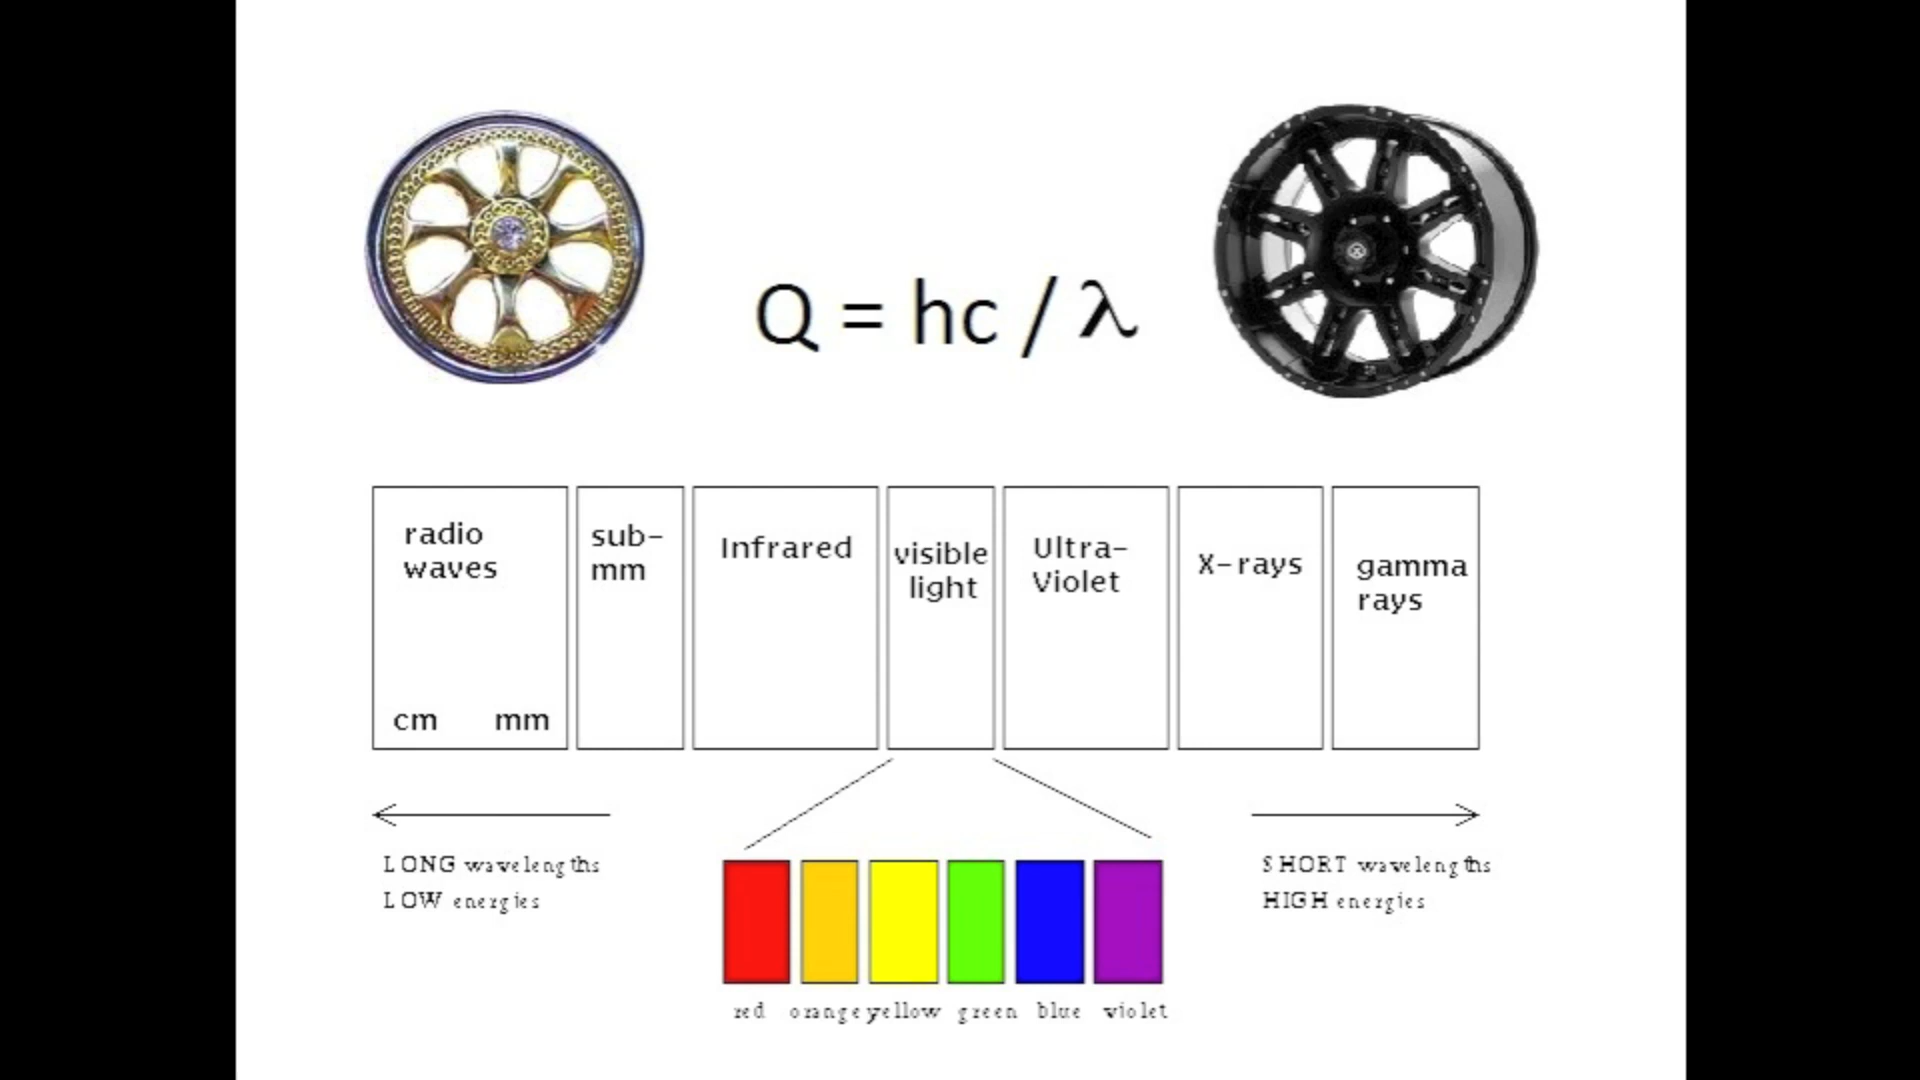 Q = hc / λ
radio
waves
cm mm
sub-
mm
Infrared
visible
light
Ultra-
Violet
X-rays
gamma
rays
LONG wavelengths
LOW energies
SHORT wavelengths
HIGH energies
red orange yellow green blue violet